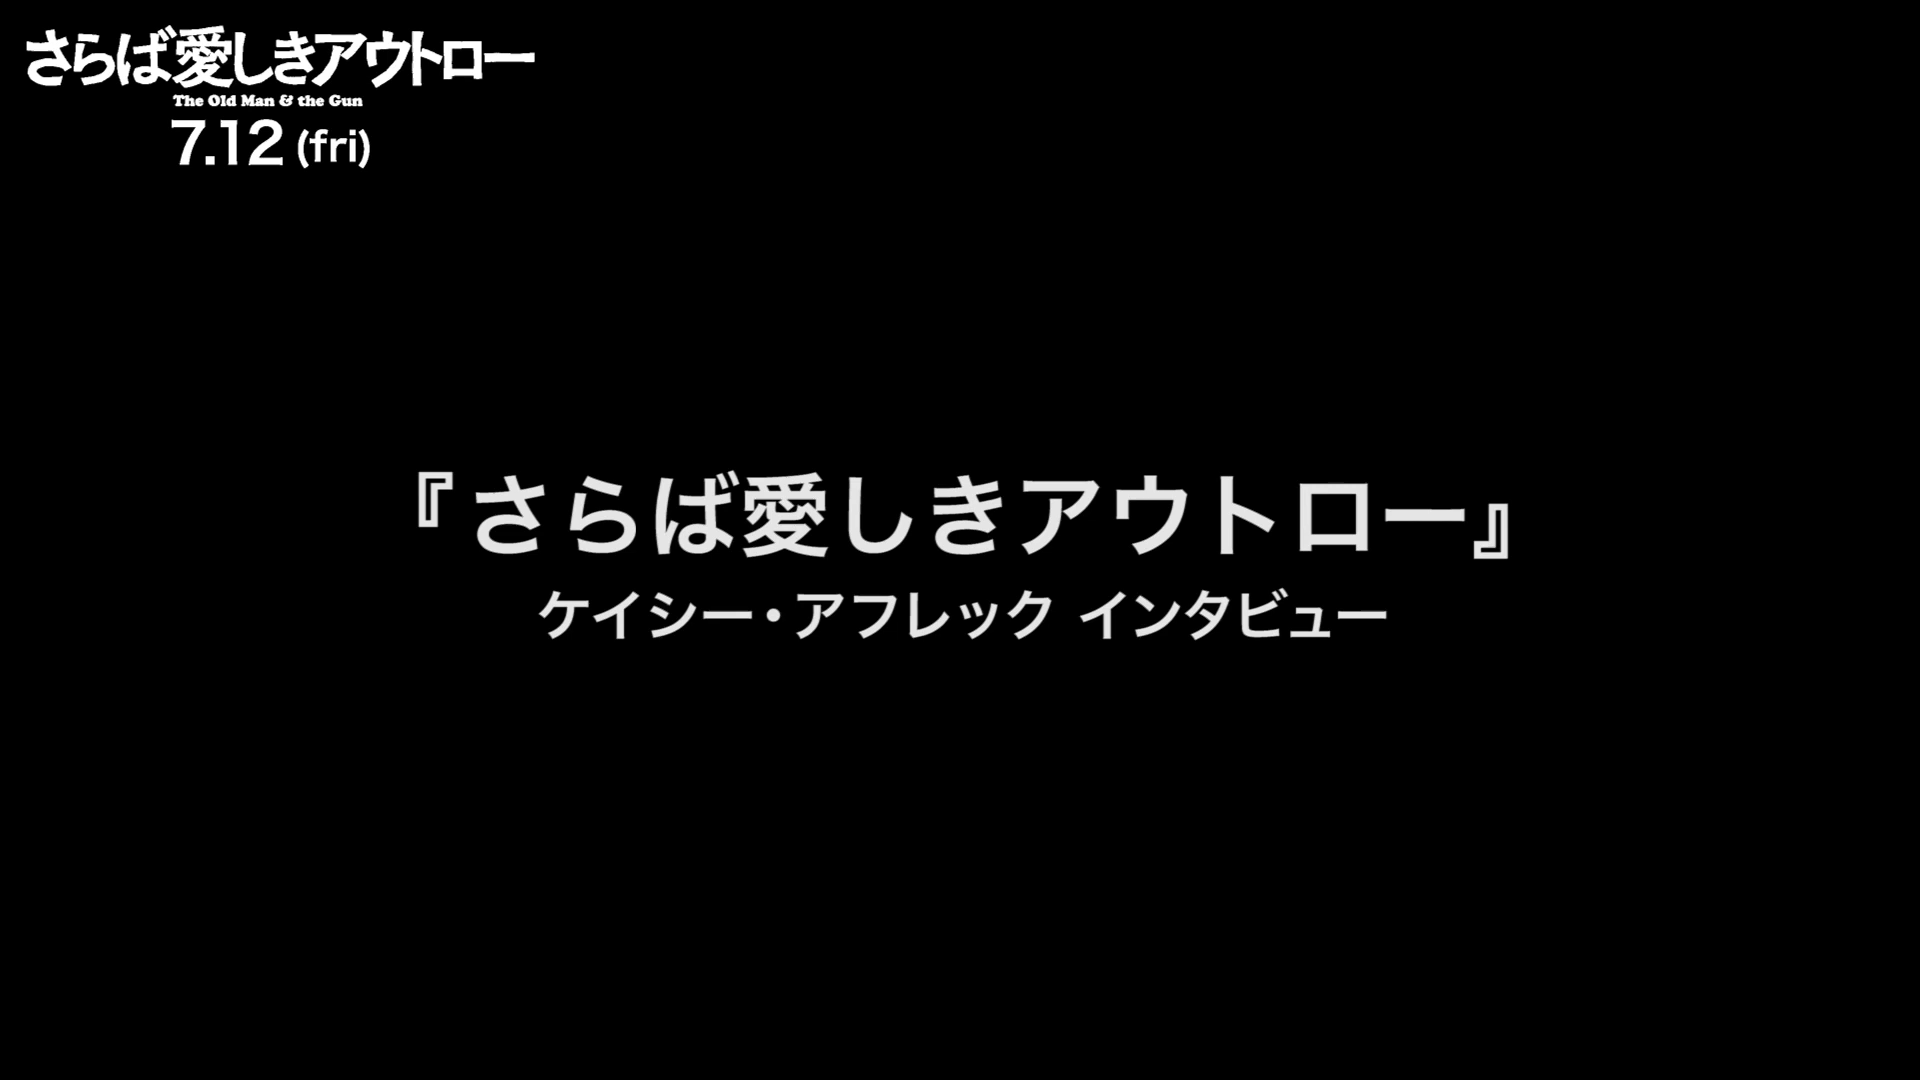 さらば愛しきアウトロー
The Old Man & the Gun
7.12 (fri)
『さらば愛しきアウトロー』
ケイシー・アフレック インタビュー